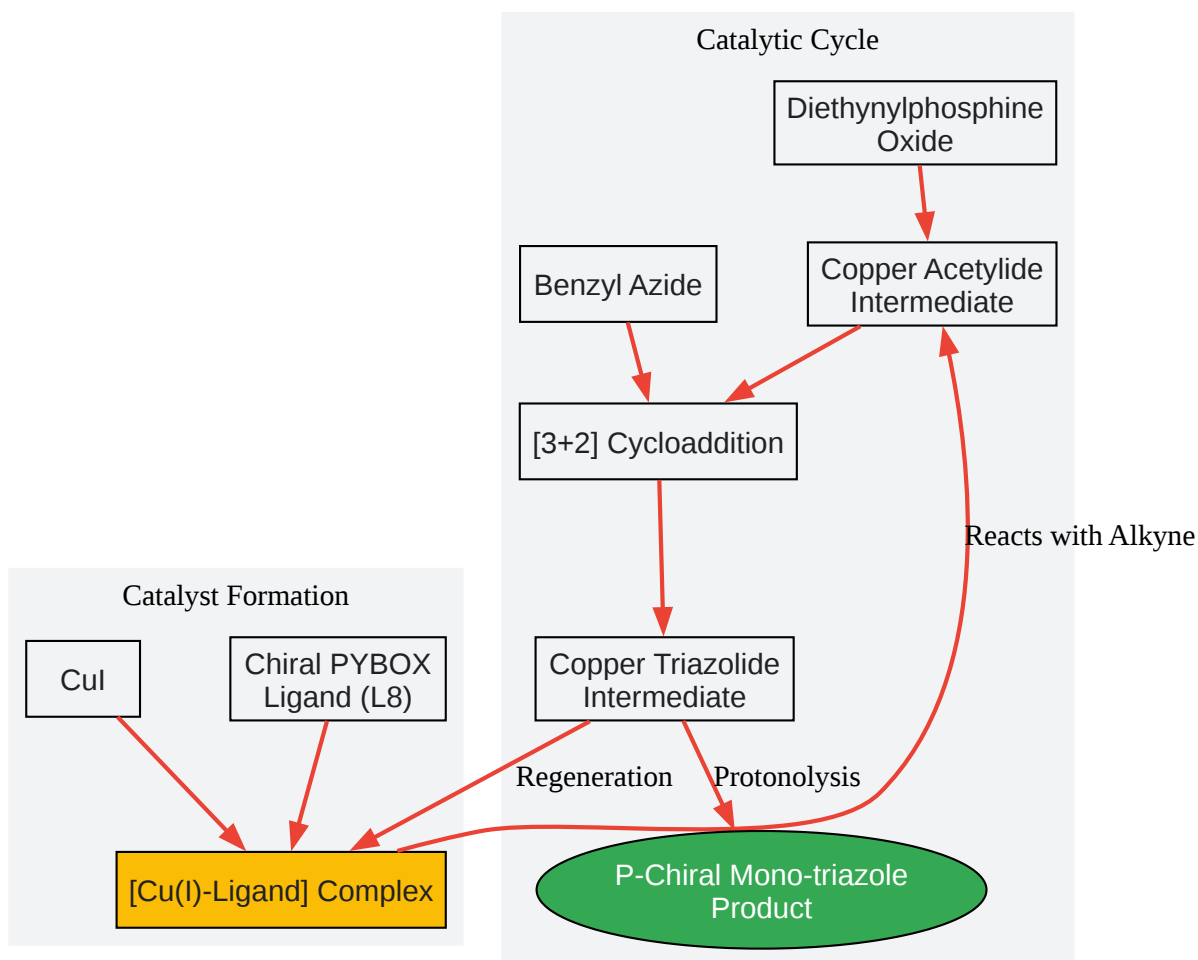 Catalytic Cycle
Diethynylphosphine
Oxide
Benzyl Azide
Copper Acetylide
Intermediate
[3+2] Cycloaddition
Reacts with Alkyne
Catalyst Formation
CuI
Chiral PYBOX
Ligand (L8)
Copper Triazolide
Intermediate
Regeneration
Protonolysis
[Cu(I)-Ligand] Complex
P-Chiral Mono-triazole
Product